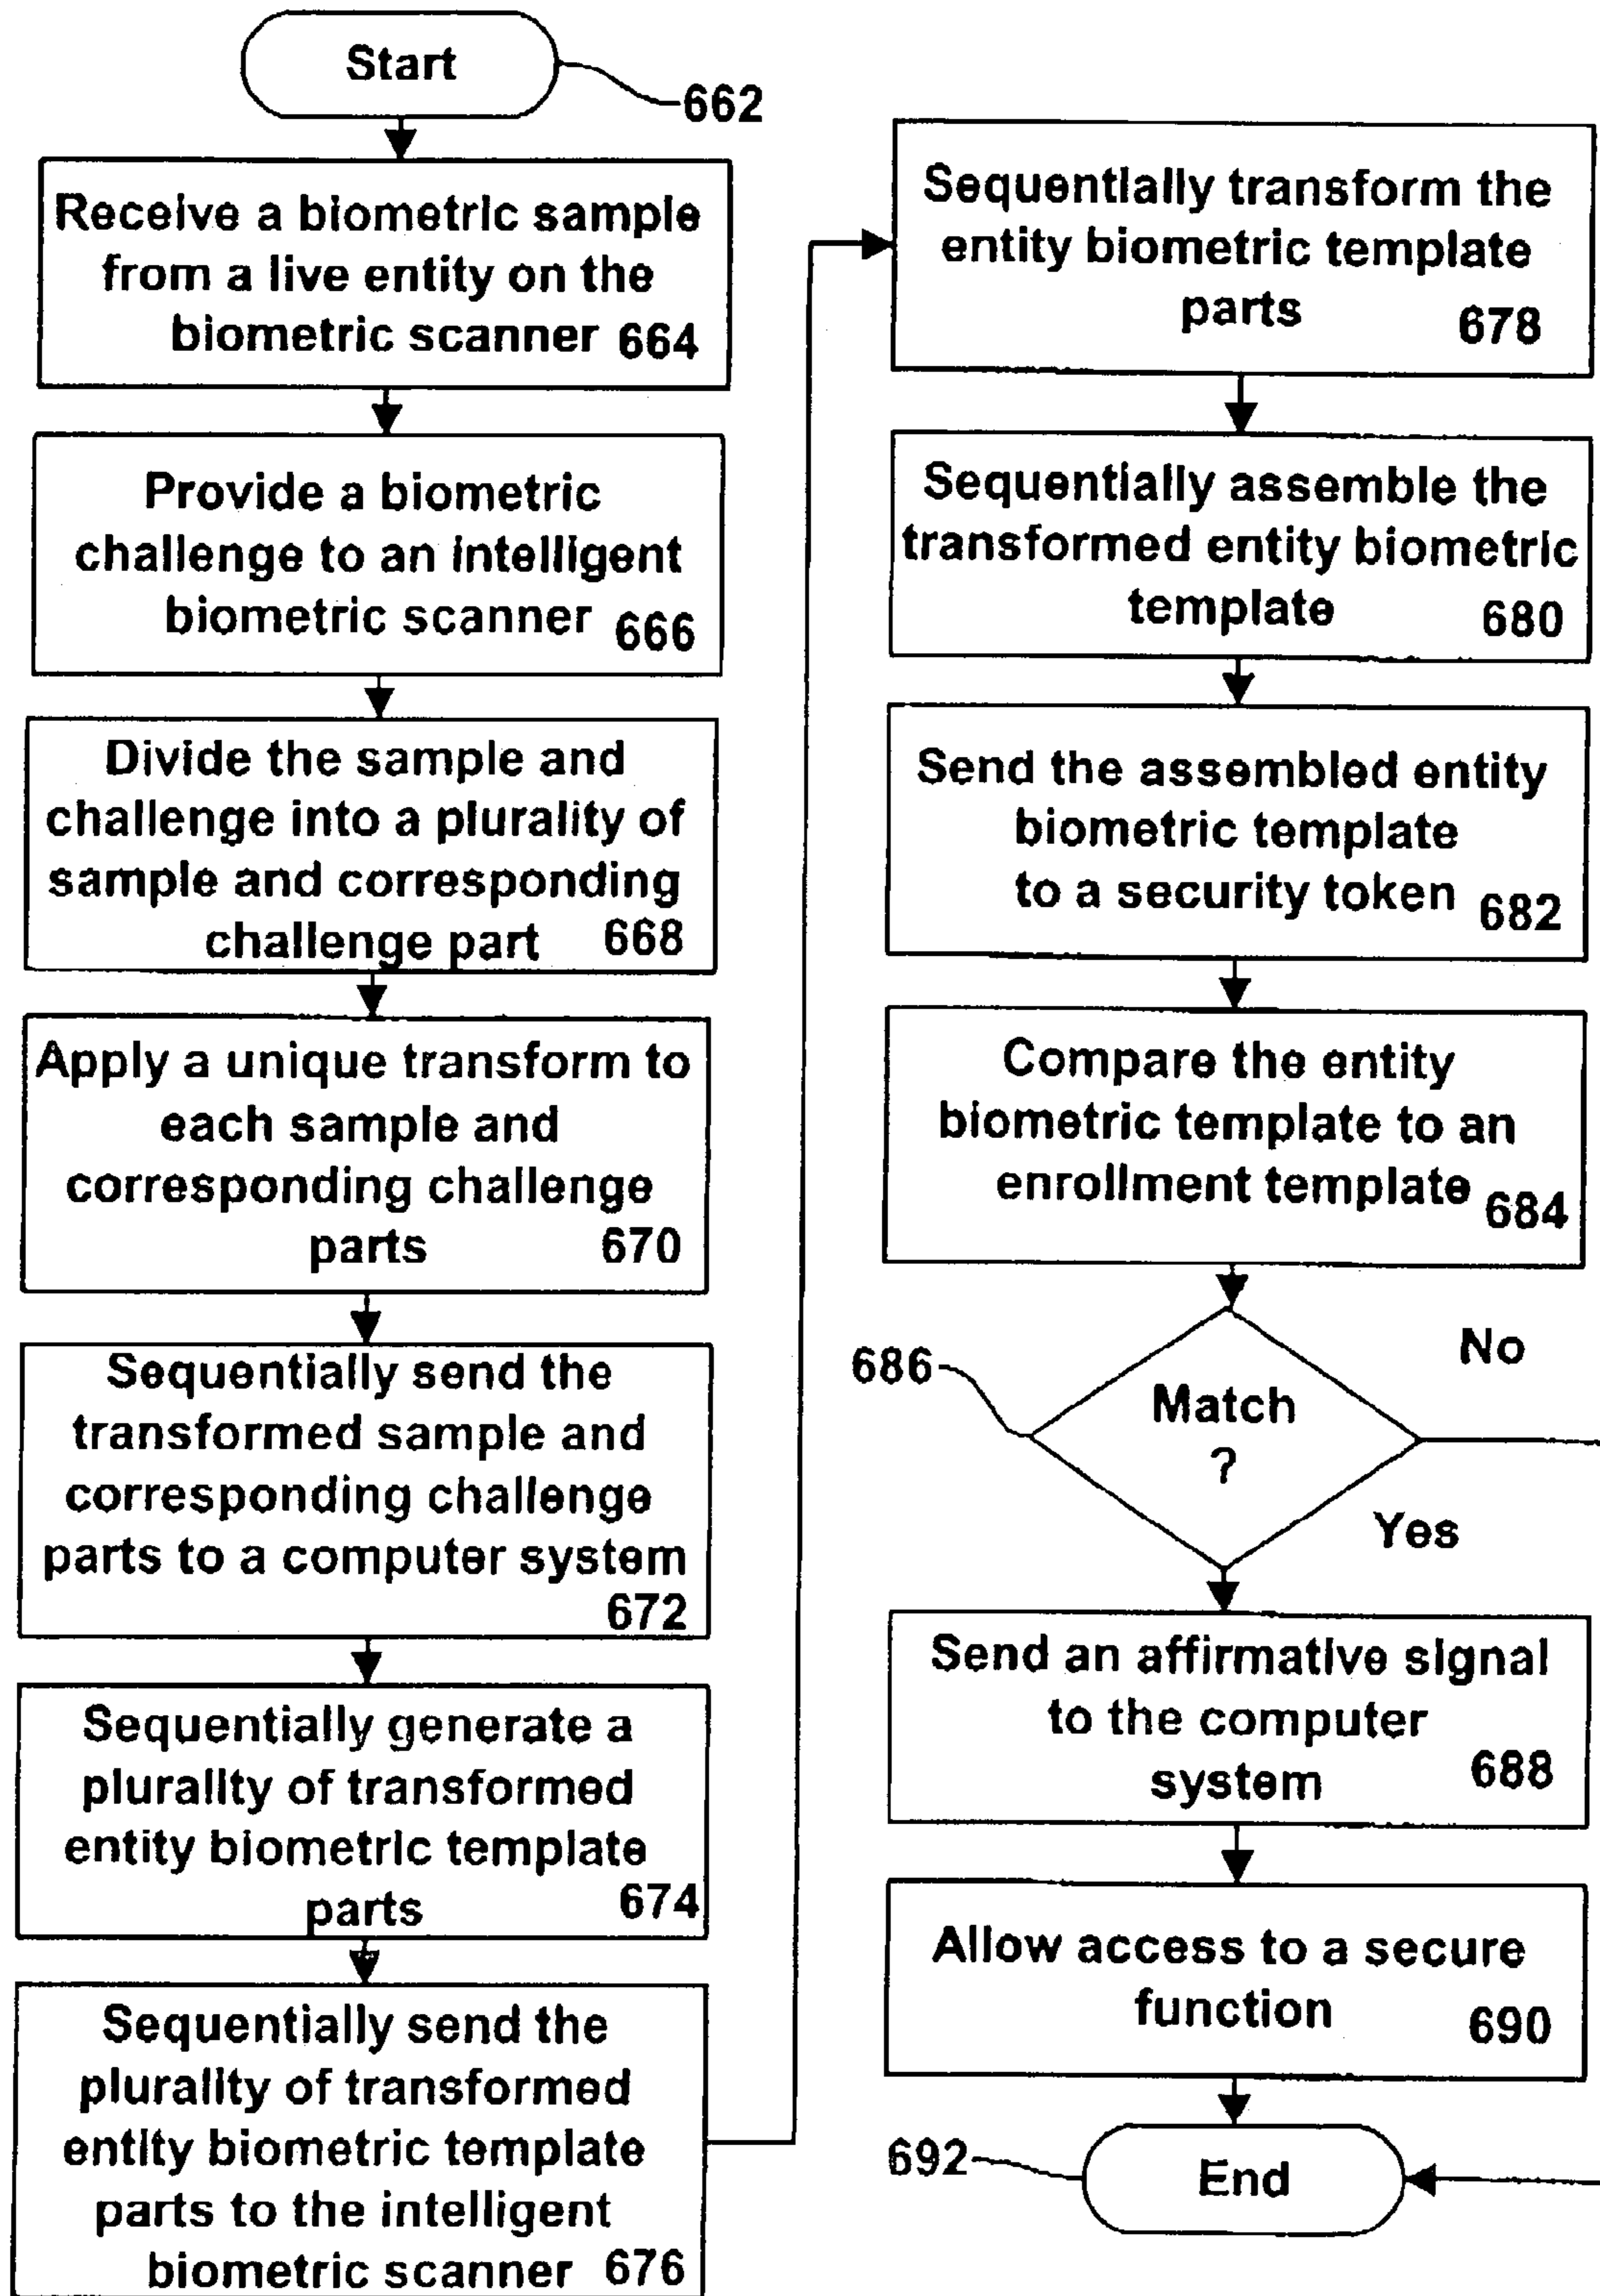 Start
662
Receive a biometric sample
from a live entity on the
biometric scanner 664
Provide a biometric
challenge to an intelligent
biometric scanner 666
Divide the sample and
challenge into a plurality of
sample and corresponding
challenge part 668
Apply a unique transform to
each sample and
corresponding challenge
parts 670
Sequentially send the
transformed sample and
corresponding challenge
parts to a computer system
672
Sequentially generate a
plurality of transformed
entity biometric template
parts 674
Sequentially send the
plurality of transformed
entity biometric template
parts to the intelligent
biometric scanner 676
Sequentially transform the
entity biometric template
parts 678
Sequentially assemble the
transformed entity biometric
template 680
Send the assembled entity
biometric template
to a security token 682
Compare the entity
biometric template to an
enrollment template 684
No
686
Match
?
Yes
Send an affirmative signal
to the computer
system 688
Allow access to a secure
function 690
692
End